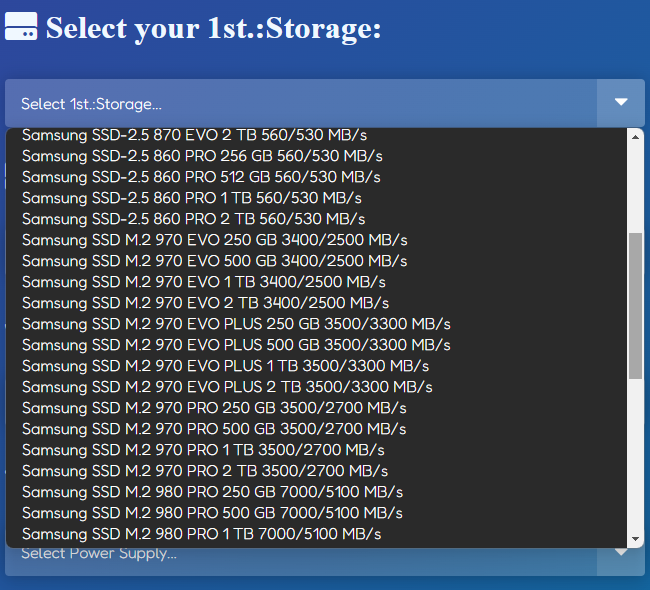 Select your 1st.:Storage:
Select 1st.:Storage...
Samsung SSD-2.5 870 EVO 2 TB 560/530 MB/s
Samsung SSD-2.5 860 PRO 256 GB 560/530 MB/s
Samsung SSD-2.5 860 PRO 512 GB 560/530 MB/s
Samsung SSD-2.5 860 PRO 1 TB 560/530 MB/s
Samsung SSD-2.5 860 PRO 2 TB 560/530 MB/s
Samsung SSD M.2 970 EVO 250 GB 3400/2500 MB/s
Samsung SSD M.2 970 EVO 500 GB 3400/2500 MB/s
Samsung SSD M.2 970 EVO 1 TB 3400/2500 MB/s
Samsung SSD M.2 970 EVO 2 TB 3400/2500 MB/s
Samsung SSD M.2 970 EVO PLUS 250 GB 3500/3300 MB/s
Samsung SSD M.2 970 EVO PLUS 500 GB 3500/3300 MB/s
Samsung SSD M.2 970 EVO PLUS 1 TB 3500/3300 MB/s
Samsung SSD M.2 970 EVO PLUS 2 TB 3500/3300 MB/s
Samsung SSD M.2 970 PRO 250 GB 3500/2700 MB/s
Samsung SSD M.2 970 PRO 500 GB 3500/2700 MB/s
Samsung SSD M.2 970 PRO 1 TB 3500/2700 MB/s
Samsung SSD M.2 970 PRO 2 TB 3500/2700 MB/s
Samsung SSD M.2 980 PRO 250 GB 7000/5100 MB/s
Samsung SSD M.2 980 PRO 500 GB 7000/5100 MB/s
Samsung SSD M.2 980 PRO 1 TB 7000/5100 MB/s
Select Power Supply...